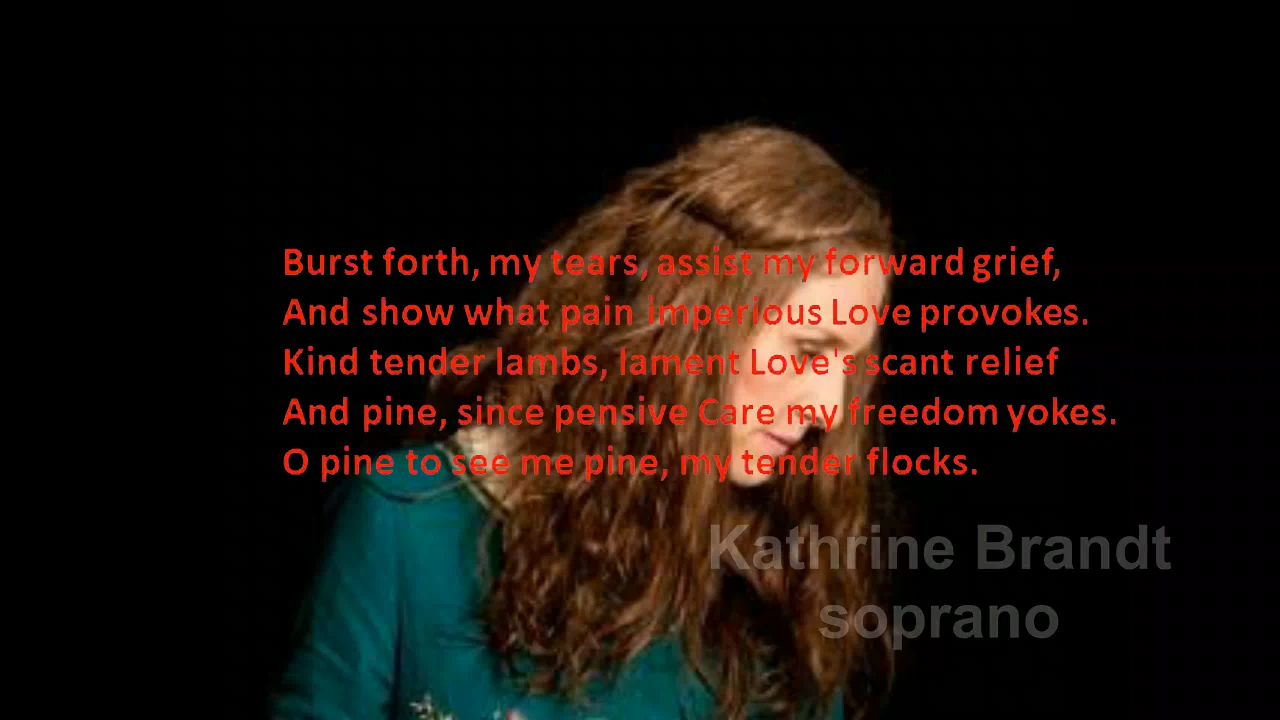 Burst forth, my tears, assist my forward grief,
And show what pain imperious Love provokes.
Kind tender lambs, lament Love's scant relief
And pine, since pensive Care my freedom yokes.
O pine to see me pine, my tender flocks.
Kathrine Brandt
soprano